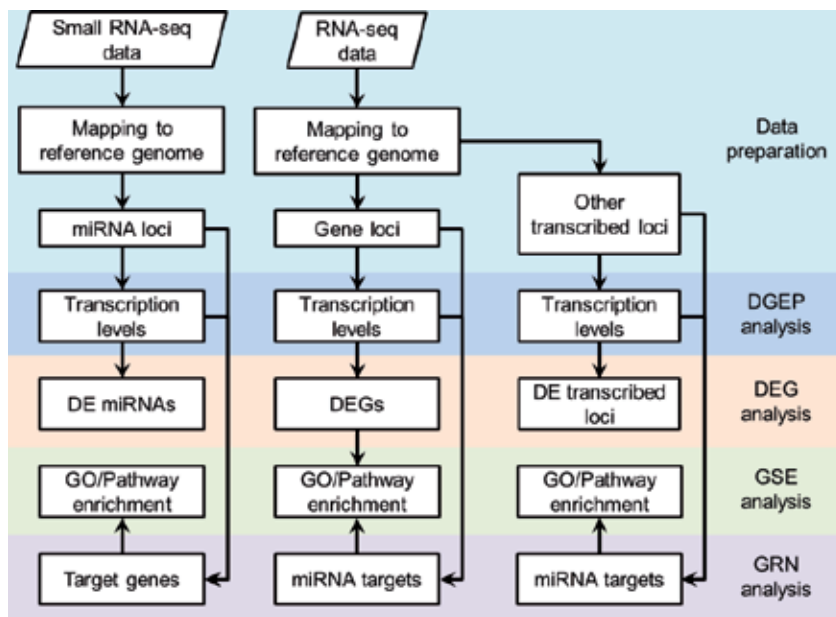 Small RNA-seq
data
RNA-seq
data
Mapping to
reference genome
Mapping to
reference genome
Data
preparation
Other
transcribed loci
miRNA loci
Gene loci
Transcription
levels
Transcription
levels
Transcription
levels
DGEP
analysis
DE miRNAs
DEGs
DE transcribed
loci
DEG
analysis
GO/Pathway
enrichment
GO/Pathway
enrichment
GO/Pathway
enrichment
GSE
analysis
Target genes
miRNA targets
miRNA targets
GRN
analysis